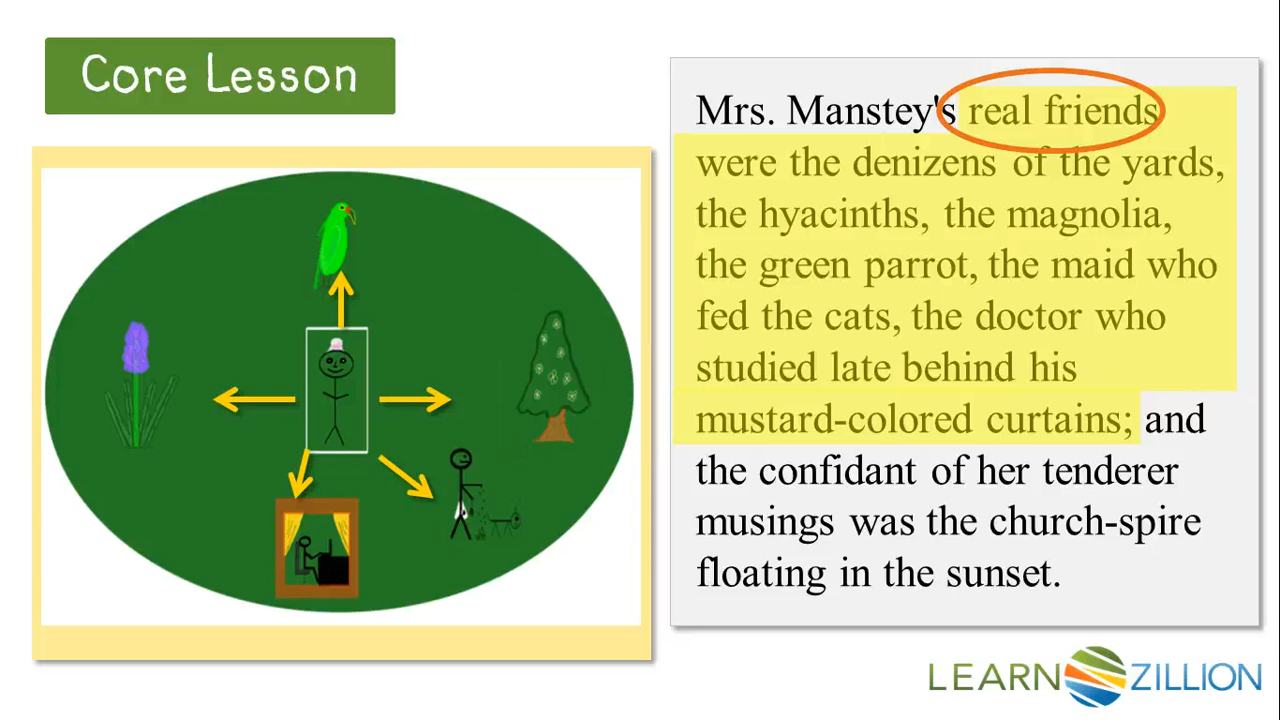 Core Lesson
Mrs. Manstey's real friends
were the denizens of the yards,
the hyacinths, the magnolia,
the green parrot, the maid who
fed the cats, the doctor who
studied late behind his
mustard-colored curtains; and
the confidant of her tenderer
musings was the church-spire
floating in the sunset.
LEARN ZILLION